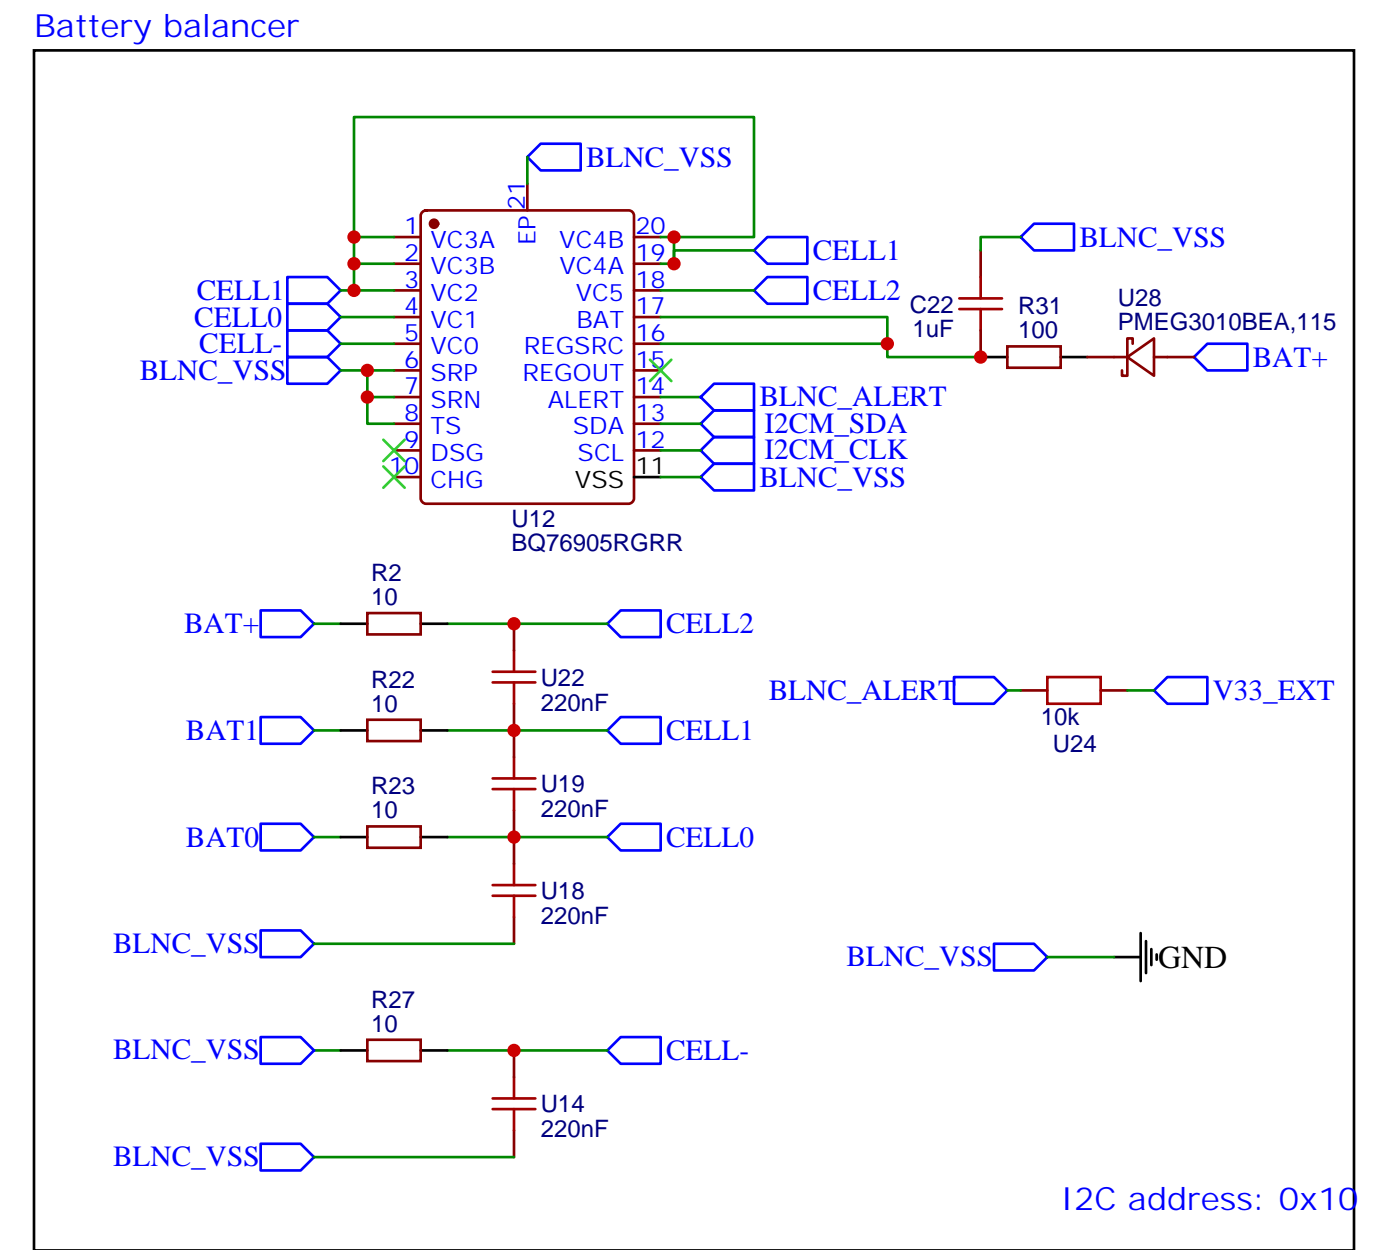 Battery balancer
BLNC_VSS
21
EP
1
VC3A
2
VC3B
3
VC2
4
VC1
5
VC0
6
SRP
7
SRN
8
TS
9
DSG
10
CHG
CELL1
CELL0
CELL-
BLNC_VSS
20
VC4B
19
VC4A
18
VC5
17
BAT
16
REGSRC
15
REGOUT
14
ALERT
13
SDA
12
SCL
11
VSS
CELL1
CELL2
BLNC_ALERT
I2CM_SDA
I2CM_CLK
BLNC_VSS
U12
BQ76905RGRR
BLNC_VSS
C22
1uF
R31
100
U28
PMEG3010BEA,115
BAT+
R2
10
BAT+
CELL2
U22
220nF
R22
10
BAT1
CELL1
U19
220nF
R23
10
BAT0
CELL0
U18
220nF
BLNC_VSS
R27
10
BLNC_VSS
CELL-
U14
220nF
BLNC_VSS
BLNC_ALERT
V33_EXT
10k
U24
BLNC_VSS
GND
I2C address: 0x10